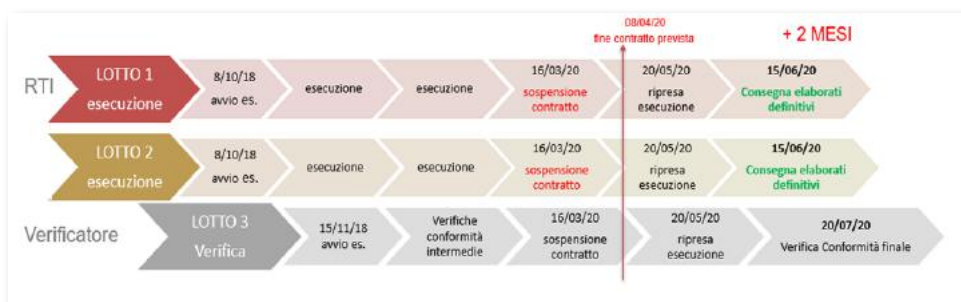 08/04/20
fine contratto prevista
+ 2 MESI
RTI
LOTTO 1
esecuzione
8/10/18
avvio es.
esecuzione
esecuzione
16/03/20
sospensione
contratto
20/05/20
ripresa
esecuzione
15/06/20
Consegna elaborati
definitivi
LOTTO 2
esecuzione
8/10/18
avvio es.
esecuzione
esecuzione
16/03/20
sospensione
contratto
20/05/20
ripresa
esecuzione
15/06/20
Consegna elaborati
definitivi
Verificatore
LOTTO 3
Verifica
15/11/18
avvio es.
Verifiche
conformità
intermedie
16/03/20
sospensione
contratto
20/05/20
ripresa
esecuzione
20/07/20
Verifica Conformità finale